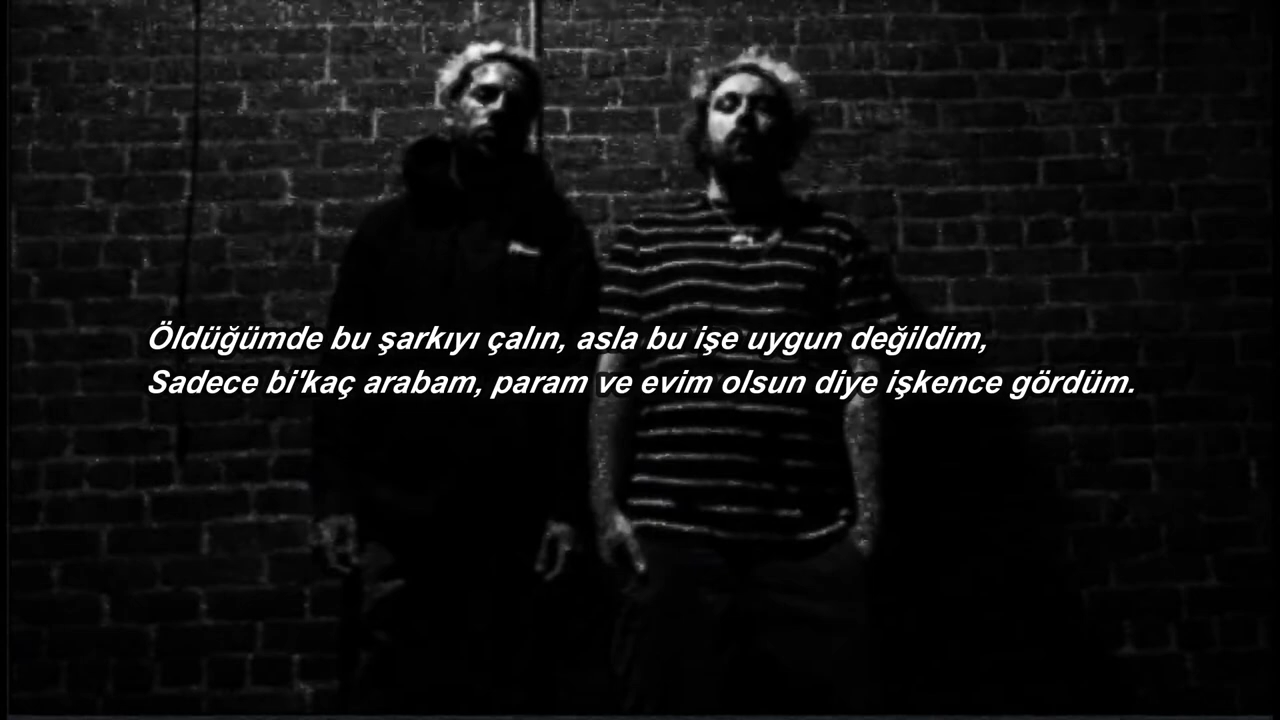 Öldüğümde bu şarkıyı çalın, asla bu işe uygun değildim,
Sadece bi'kaç arabam, param ve evim olsun diye işkence gördüm.